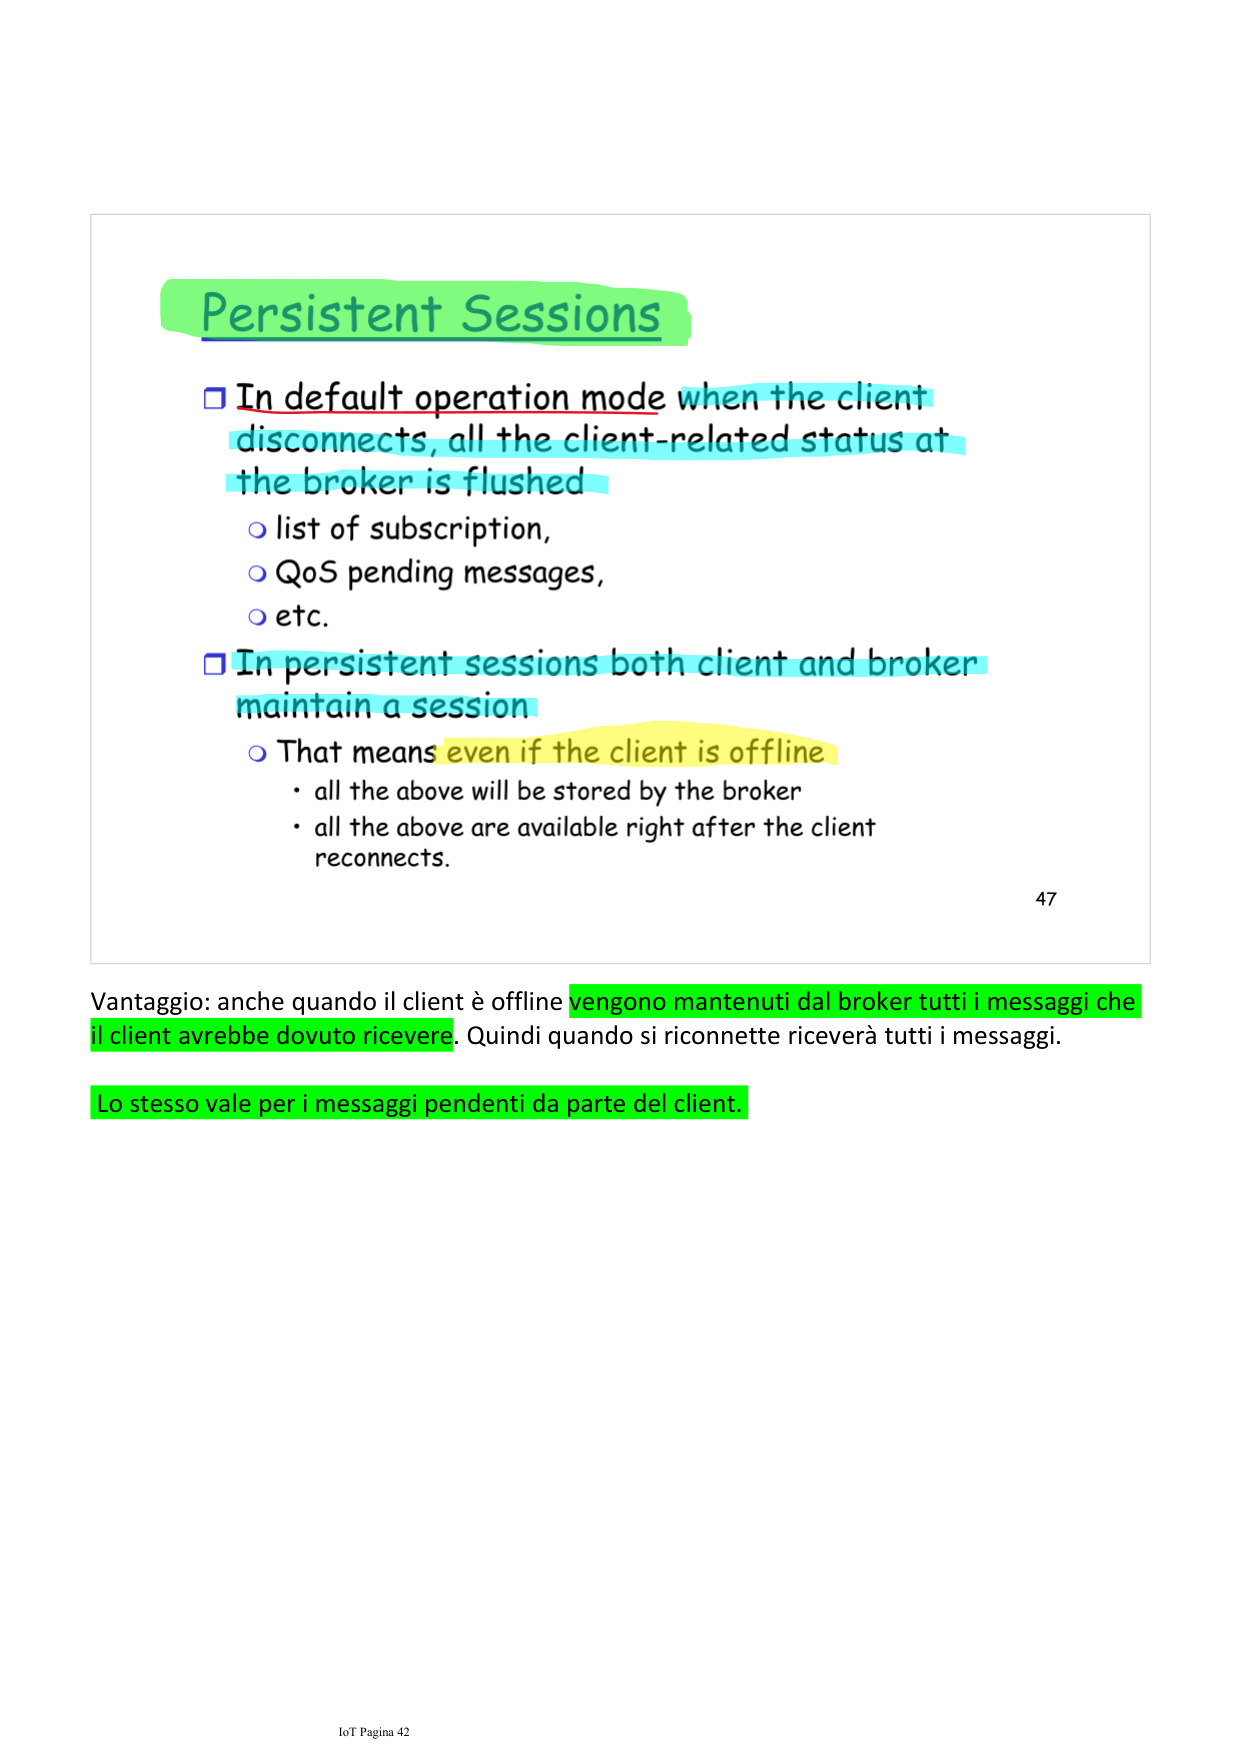 Persistent Sessions
In default operation mode when the client
disconnects, all the client-related status at
the broker is flushed
list of subscription,
QoS pending messages,
etc.
In persistent sessions both client and broker
maintain a session
That means even if the client is offline
• all the above will be stored by the broker
• all the above are available right after the client
reconnects.
47
Vantaggio: anche quando il client è offline vengono mantenuti dal broker tutti i messaggi che
il client avrebbe dovuto ricevere. Quindi quando si riconnette riceverà tutti i messaggi.
Lo stesso vale per i messaggi pendenti da parte del client.
IoT Pagina 42